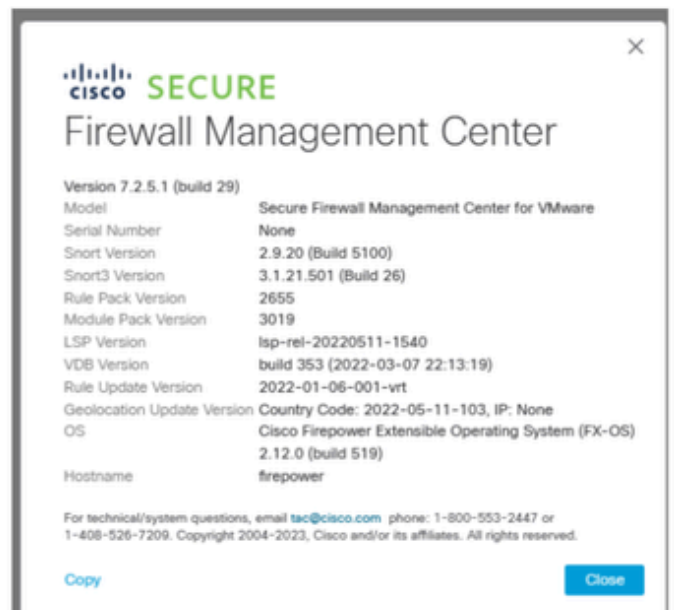 cisco SECURE
Firewall Management Center
Version 7.2.5.1 (build 29)
Model Secure Firewall Management Center for VMware
Serial Number None
Snort Version 2.9.20 (Build 5100)
Snort3 Version 3.1.21.501 (Build 26)
Rule Pack Version 2655
Module Pack Version 3019
LSP Version lsp-rel-20220511-1540
VDB Version build 353 (2022-03-07 22:13:19)
Rule Update Version 2022-01-06-001-vrt
Geolocation Update Version Country Code: 2022-05-11-103, IP: None
OS Cisco Firepower Extensible Operating System (FX-OS)
2.12.0 (build 519)
Hostname firepower
For technical/system questions, email tac@cisco.com phone: 1-800-553-2447 or
1-408-526-7209. Copyright 2004-2023, Cisco and/or its affiliates. All rights reserved.
Copy Close